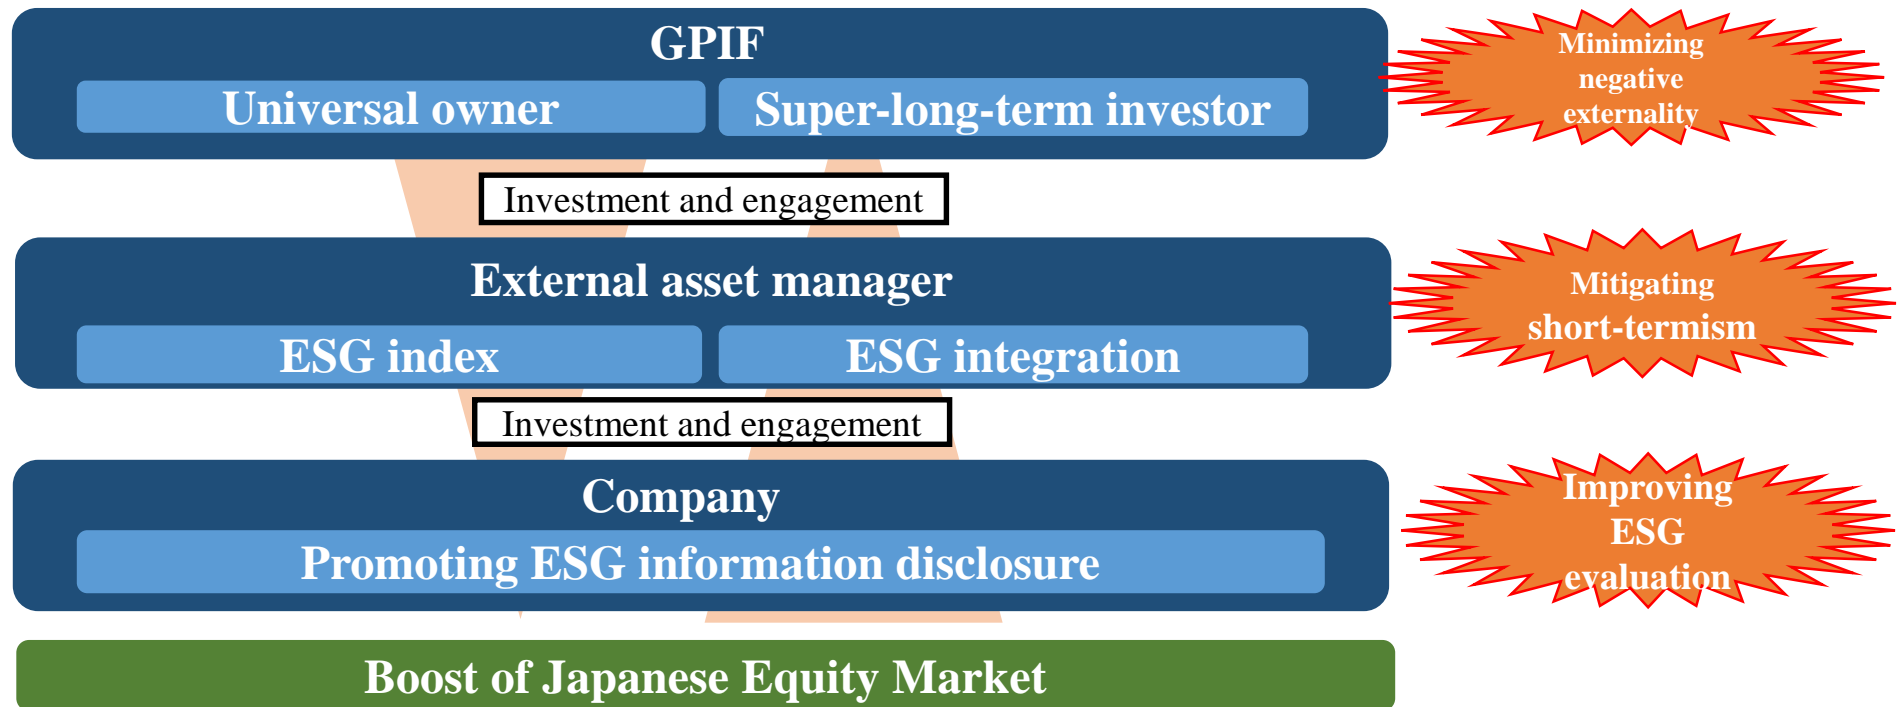 GPIF
Universal owner
Super-long-term investor
Minimizing
negative
externality
Investment and engagement
External asset manager
ESG index
ESG integration
Mitigating
short-termism
Investment and engagement
Company
Promoting ESG information disclosure
Improving
ESG
evaluation
Boost of Japanese Equity Market